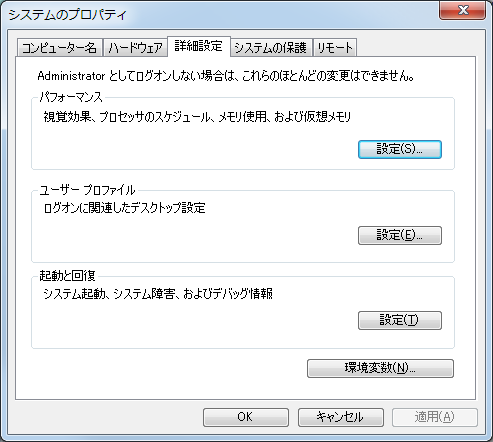 システムのプロパティ
コンピューター名 ハードウェア 詳細設定 システムの保護 リモート
Administrator としてログオンしない場合は、これらのほとんどの変更はできません。
パフォーマンス
視覚効果、プロセッサのスケジュール、メモリ使用、および仮想メモリ
設定(S)...
ユーザー プロファイル
ログオンに関連したデスクトップ設定
設定(E)...
起動と回復
システム起動、システム障害、およびデバッグ情報
設定(T)
環境変数(N)...
OK キャンセル 適用(A)